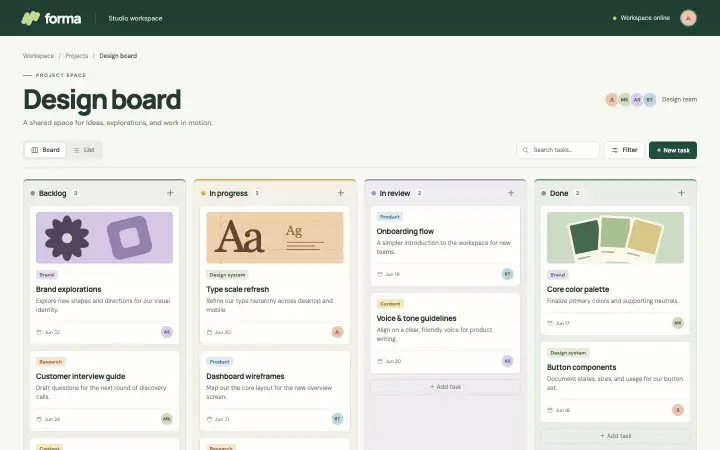 forma
Studio workspace
Workspace online
JL
Workspace / Projects / Design board
PROJECT SPACE
Design board
A shared space for ideas, explorations, and work in motion.
JL MS AS BT Design team
Board
List
Search tasks...
Filter
+ New task
Backlog 3 +
Brand
Brand explorations
Explore new shapes and directions for our visual
identity.
Jun 22
AS
Research
Customer interview guide
Draft questions for the next round of discovery
calls.
Jun 24
MS
Content
In progress 3 +
Aa
Ag
Design system
Type scale refresh
Refine our type hierarchy across desktop and
mobile.
Jun 20
JL
Product
Dashboard wireframes
Map out the core layout for the new overview
screen.
Jun 21
BT
Research
In review 2 +
Product
Onboarding flow
A simpler introduction to the workspace for new
teams.
Jun 19
BT
Content
Voice & tone guidelines
Align on a clear, friendly voice for product
writing.
Jun 20
AS
+ Add task
Done 2 +
Brand
Core color palette
Finalize primary colors and supporting neutrals.
Jun 17
MS
Design system
Button components
Document states, sizes, and usage for our button
set.
Jun 16
JL
+ Add task